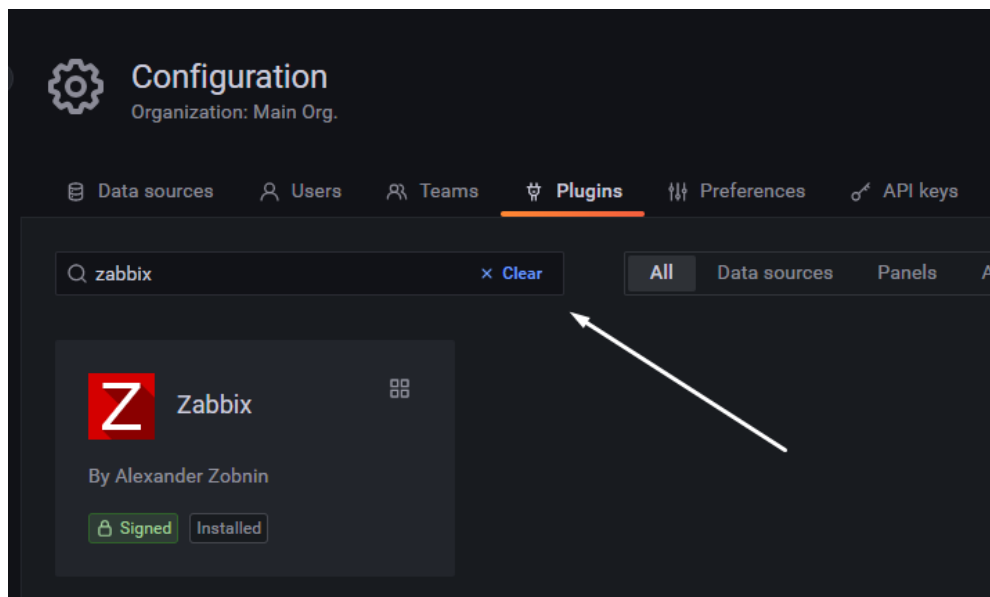 Configuration
Organization: Main Org.
Data sources Users Teams Plugins Preferences API keys
zabbix Clear All Data sources Panels A
Z Zabbix
By Alexander Zobnin
Signed Installed